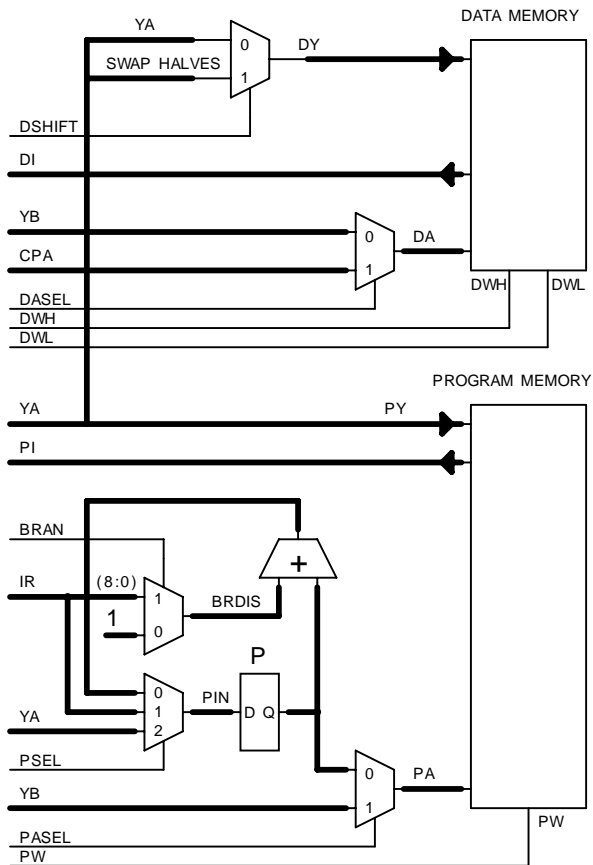 DATA MEMORY
YA
0
DY
SWAP HALVES
1
DSHIFT
DI
YB
0
DA
CPA
1
DASEL
DWH
DWL
DWH
DWL
PROGRAM MEMORY
YA
PY
PI
BRAN
+
IR
(8:0)
1
BRDIS
1
0
P
0
PIN
1
D Q
YA
2
PSEL
0
PA
YB
1
PW
PASEL
PW